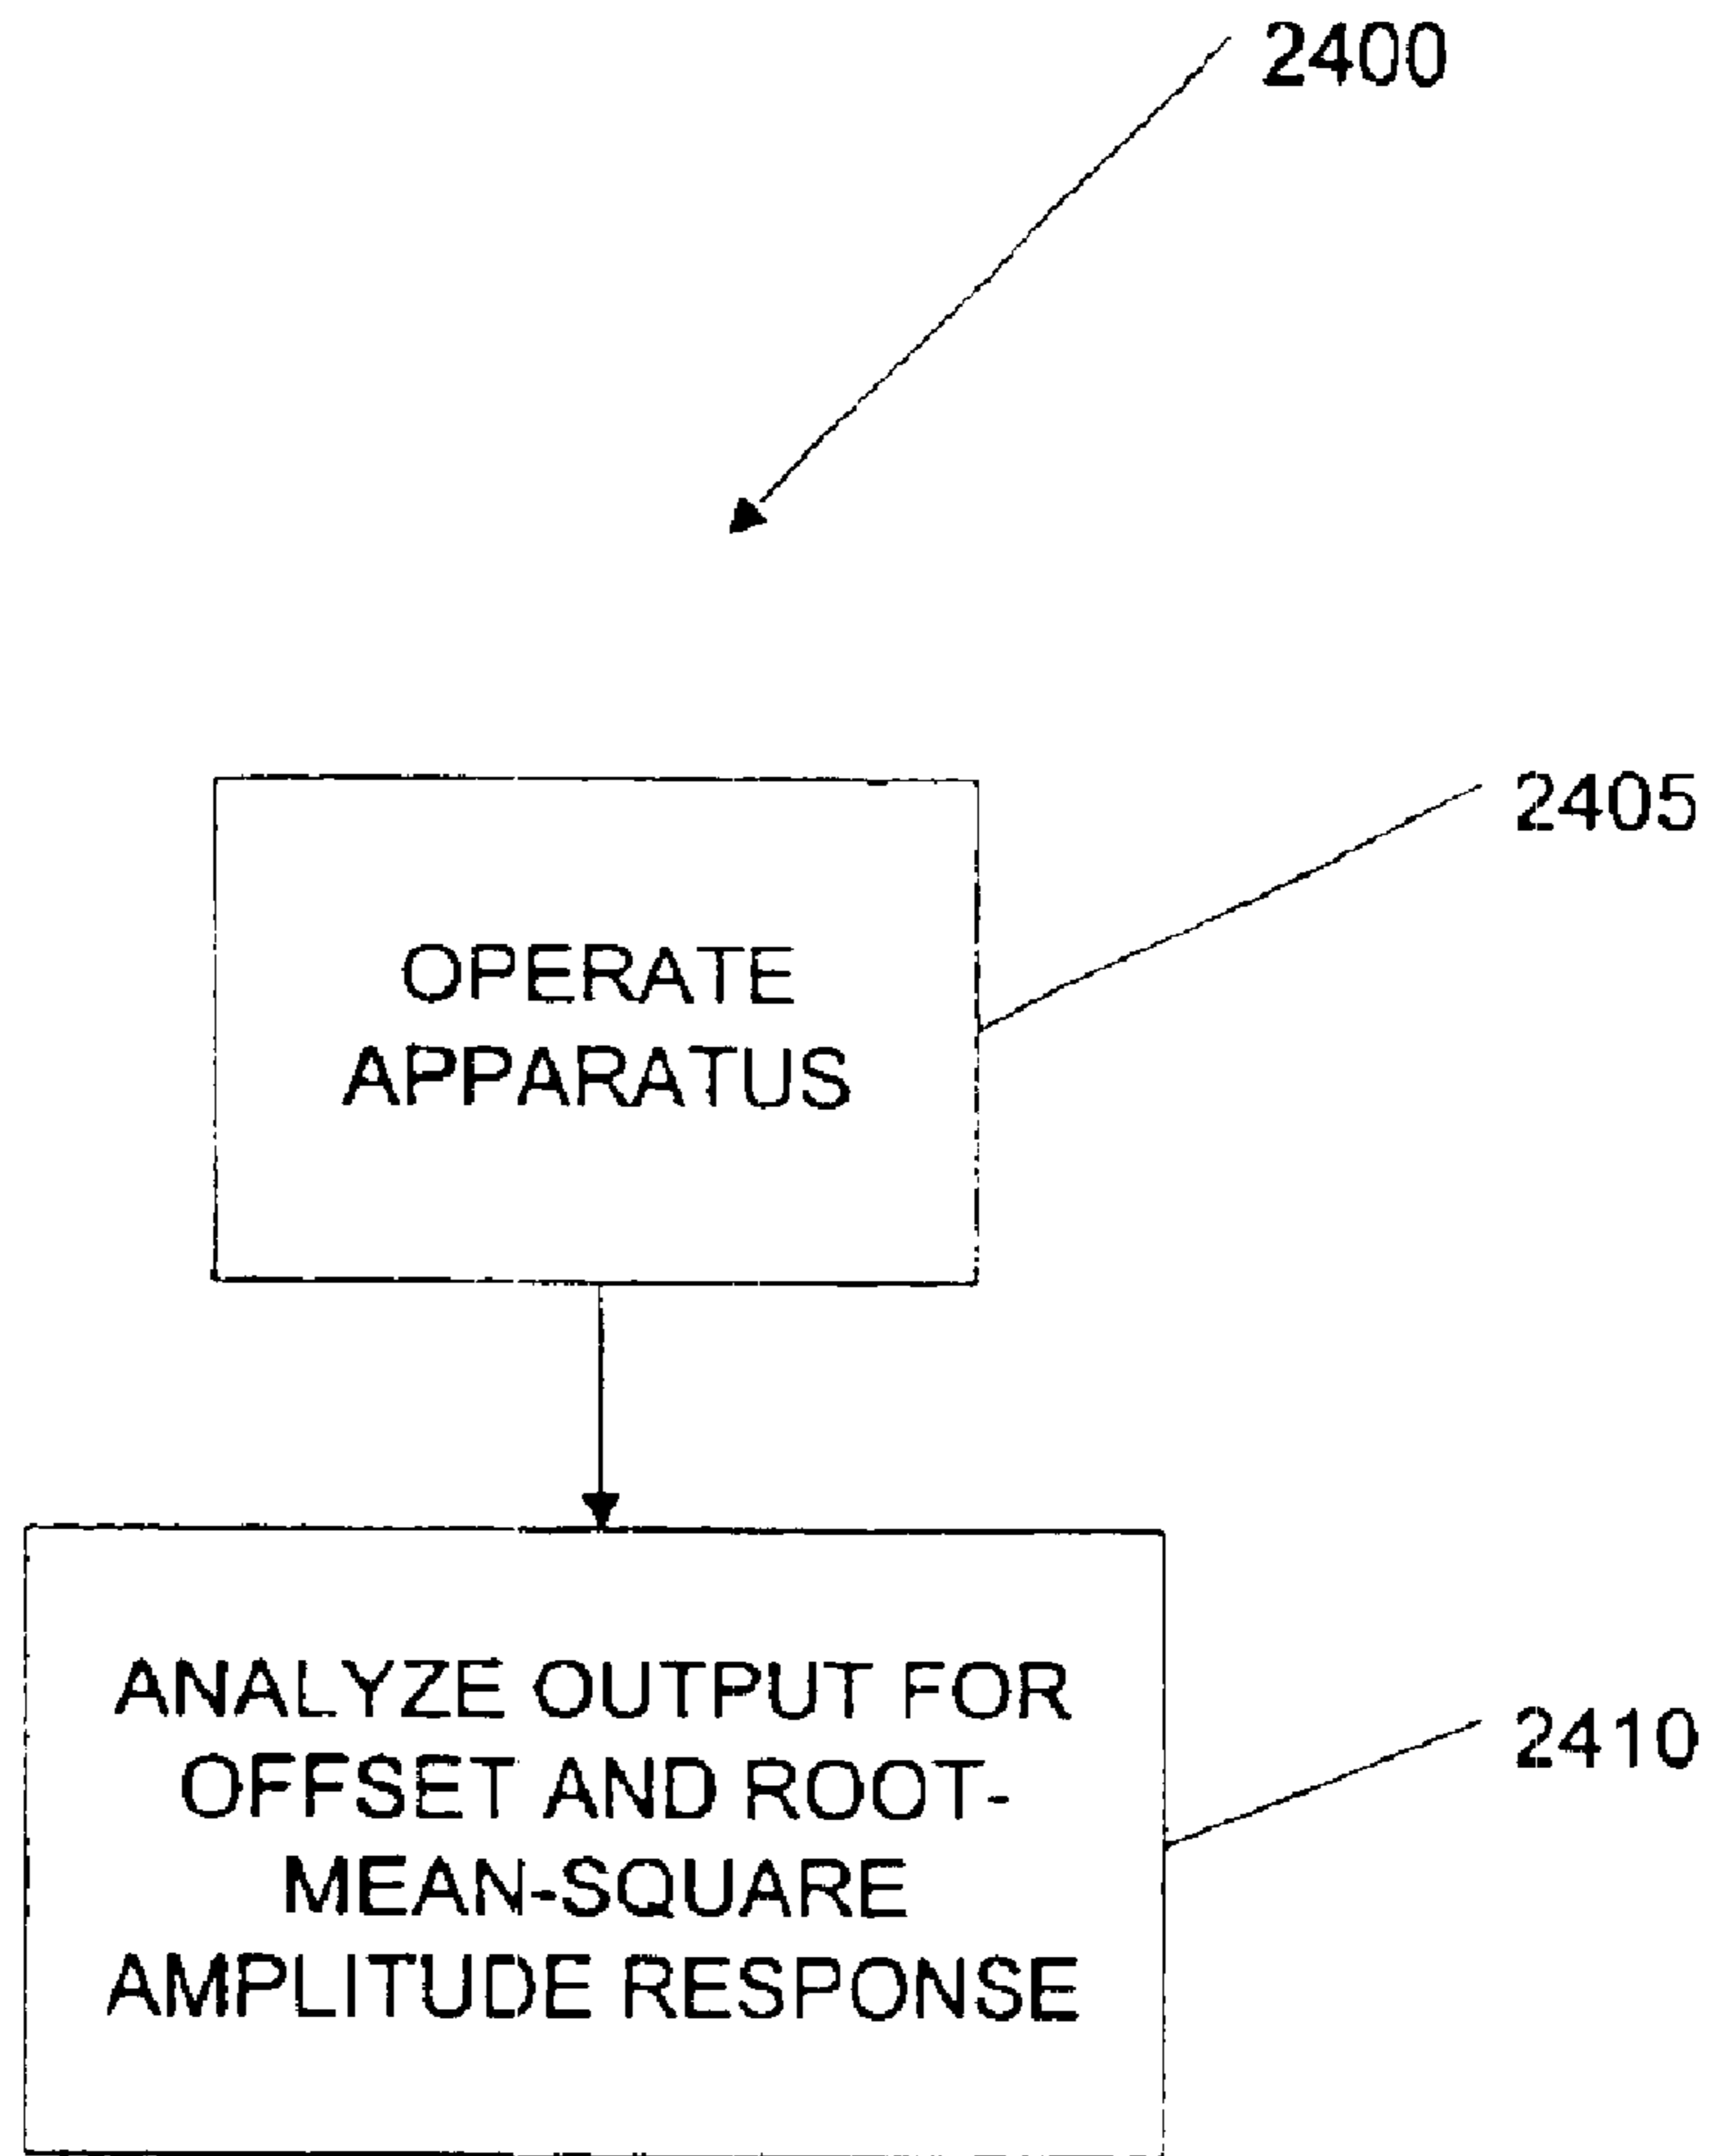 2400
2405
OPERATE
APPARATUS
ANALYZE OUTPUT FOR
OFFSET AND ROOT-
MEAN-SQUARE
AMPLITUDE RESPONSE
2410